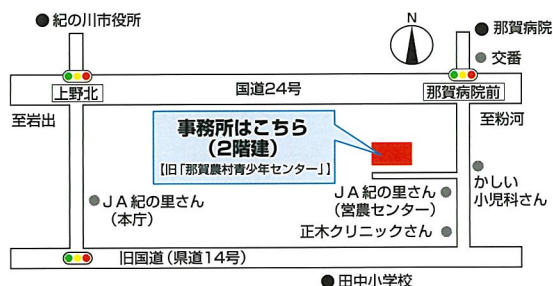 紀の川市役所
N
那賀病院
交番
上野北
国道24号
那賀病院前
至岩出
至粉河
事務所はこちら
(2階建)
【旧「那賀農村青少年センター」】
JA紀の里さん
(本庁)
JA紀の里さん
(営農センター)
かしい
小児科さん
正木クリニックさん
旧国道(県道14号)
田中小学校